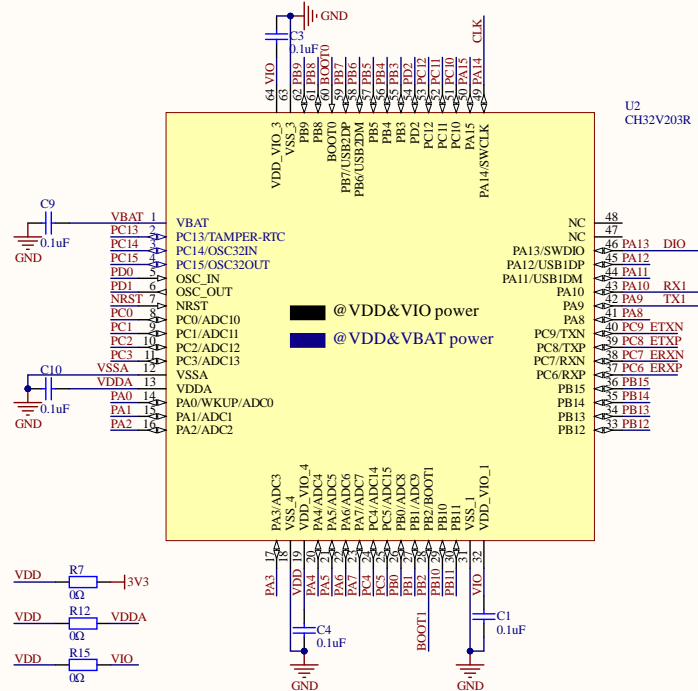 GND
C3
0.1uF
CLK
VIO
PB9
PB8
BOOT0
PB7
PB6
PB5
PB4
PB3
PD2
PC12
PC11
PC10
PA15
PA14
64
63
62
61
60
59
58
57
56
55
54
53
52
51
50
49
U2
CH32V203R
VDD_VIO_3
VSS_3
PB9
PB8
BOOT0
PB7/USB2DP
PB6/USB2DM
PB5
PB4
PB3
PD2
PC12
PC11
PC10
PA15
PA14/SWCLK
C9
0.1uF
GND
VBAT 1 VBAT
PC13 2 PC13/TAMPER-RTC
PC14 3 PC14/OSC32IN
PC15 4 PC15/OSC32OUT
PD0 5 OSC_IN
PD1 6 OSC_OUT
NRST 7 NRST
PC0 8 PC0/ADC10
PC1 9 PC1/ADC11
PC2 10 PC2/ADC12
PC3 11 PC3/ADC13
VSSA 12 VSSA
VDDA 13 VDDA
PA0 14 PA0/WKUP/ADC0
PA1 15 PA1/ADC1
PA2 16 PA2/ADC2
C10
0.1uF
GND
@VDD&VIO power
@VDD&VBAT power
NC 48
NC 47
PA13/SWDIO 46 PA13 DIO
PA12/USB1DP 45 PA12
PA11/USB1DM 44 PA11
PA10 43 PA10 RX1
PA9 42 PA9 TX1
PA8 41 PA8
PC9/TXN 40 PC9 ETXN
PC8/TXP 39 PC8 ETXP
PC7/RXN 38 PC7 ERXN
PC6/RXP 37 PC6 ERXP
PB15 36 PB15
PB14 35 PB14
PB13 34 PB13
PB12 33 PB12
PA3/ADC3
VSS_4
VDD_VIO_4
PA4/ADC4
PA5/ADC5
PA6/ADC6
PA7/ADC7
PC4/ADC14
PC5/ADC15
PB0/ADC8
PB1/ADC9
PB2/BOOT1
PB10
PB11
VSS_1
VDD_VIO_1
17
18
19
20
21
22
23
24
25
26
27
28
29
30
31
32
PA3
VDD
PA4
PA5
PA6
PA7
PC4
PC5
PB0
PB1
PB2
PB10
PB11
VIO
BOOT1
C4
0.1uF
GND
C1
0.1uF
GND
VDD R7 3V3
0Ω
VDD R12 VDDA
0Ω
VDD R15 VIO
0Ω